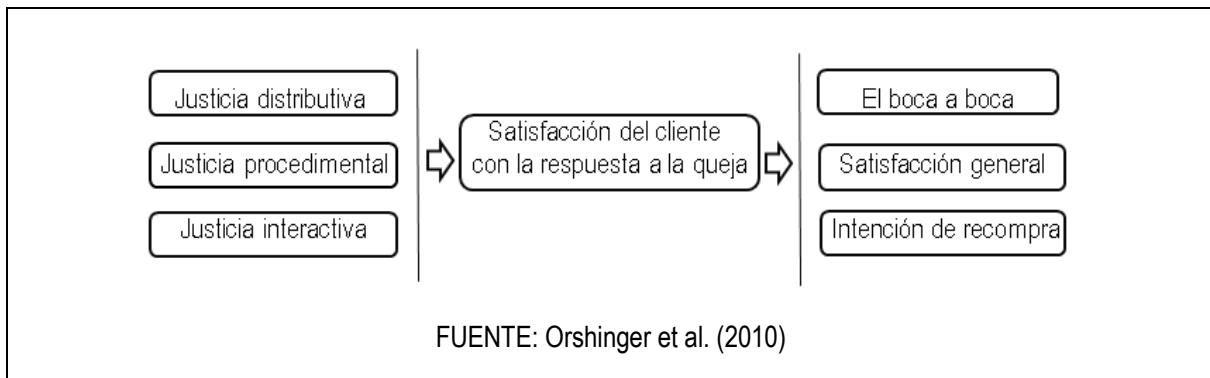 Justicia distributiva
Justicia procedimental
Justicia interactiva
Satisfacción del cliente
con la respuesta a la queja
El boca a boca
Satisfacción general
Intención de recompra
FUENTE: Orshinger et al. (2010)